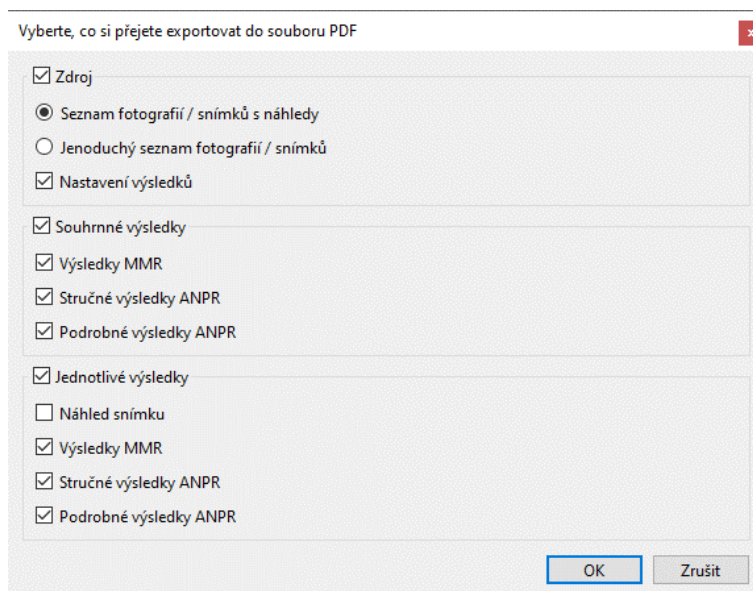 Vyberte, co si přejete exportovat do souboru PDF
Zdroj
Seznam fotografií / snímků s náhledy
Jenoduchý seznam fotografií / snímků
Nastavení výsledků
Souhrnné výsledky
Výsledky MMR
Stručné výsledky ANPR
Podrobné výsledky ANPR
Jednotlivé výsledky
Náhled snímku
Výsledky MMR
Stručné výsledky ANPR
Podrobné výsledky ANPR
OK Zrušit